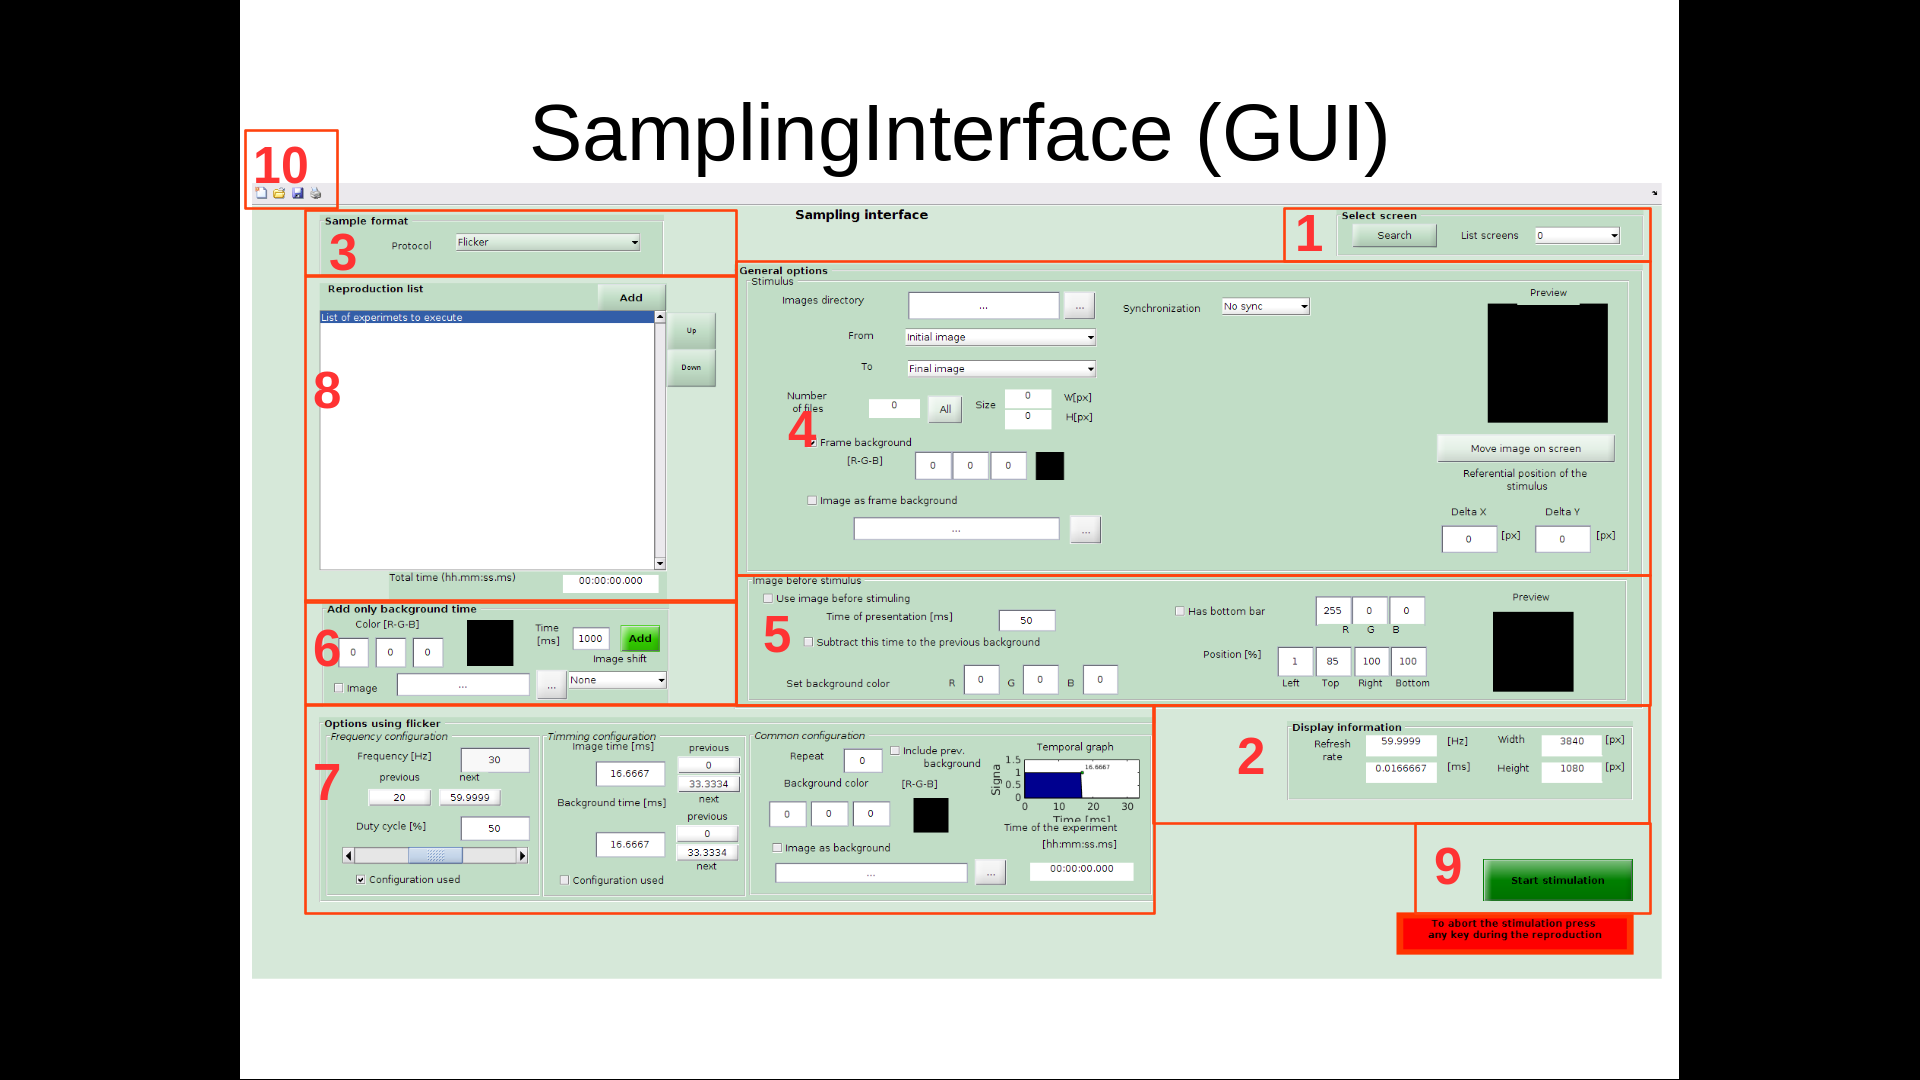 SamplingInterface (GUI)
10
Sampling interface
3
Sample format
Protocol Flicker
1
Select screen
Search List screens 0
8
Reproduction list
Add
List of experimets to execute
Up
Down
Total time (hh.mm:ss.ms) 00:00:00.000
General options
Stimulus
Images directory ... ... Synchronization No sync
From Initial image
To Final image
Number
of files
0 All Size 0 W[px]
0 H[px]
4
Frame background
[R-G-B] 0 0 0
Image as frame background
... ...
Preview
Move image on screen
Referential position of the
stimulus
Delta X Delta Y
0 [px] 0 [px]
5
Image before stimulus
Use image before stimuling
Time of presentation [ms] 50
Subtract this time to the previous background
Set background color R 0 G 0 B 0
Has bottom bar 255 0 0
R G B
Position [%] 1 85 100 100
Left Top Right Bottom
Preview
6
Add only background time
Color [R-G-B]
0 0 0
Time
[ms]
1000 Add
Image shift
Image ... ... None
7
Options using flicker
Frequency configuration
Frequency [Hz] 30
previous next
20 59.9999
Duty cycle [%] 50
Configuration used
Timming configuration
Image time [ms] previous
16.6667 0
33.3334
next
Background time [ms]
previous
16.6667 0
33.3334
next
Configuration used
Common configuration
Repeat 0 Include prev.
background
Background color [R-G-B]
0 0 0
Image as background
... ...
Temporal graph
Signa
1.5
1
0.5
0
16.6667
0 10 20 30
Time [ms]
Time of the experiment
[hh:mm:ss.ms]
00:00:00.000
2
Display information
Refresh
rate
59.9999 [Hz] Width 3840 [px]
0.0166667 [ms] Height 1080 [px]
9
Start stimulation
To abort the stimulation press
any key during the reproduction